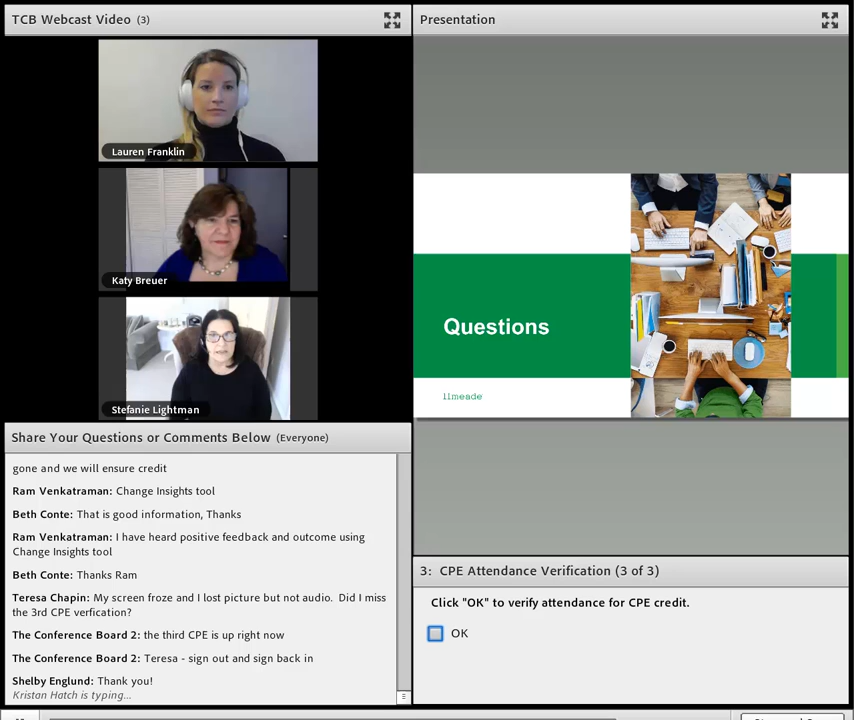 TCB Webcast Video (3)
Lauren Franklin
Katy Breuer
Stefanie Lightman
Share Your Questions or Comments Below (Everyone)
gone and we will ensure credit
Ram Venkatraman: Change Insights tool
Beth Conte: That is good information, Thanks
Ram Venkatraman: I have heard positive feedback and outcome using
Change Insights tool
Beth Conte: Thanks Ram
Teresa Chapin: My screen froze and I lost picture but not audio. Did I miss
the 3rd CPE verfication?
The Conference Board 2: the third CPE is up right now
The Conference Board 2: Teresa - sign out and sign back in
Shelby Englund: Thank you!
Kristan Hatch is typing...
Presentation
Questions
limeade
3: CPE Attendance Verification (3 of 3)
Click "OK" to verify attendance for CPE credit.
OK